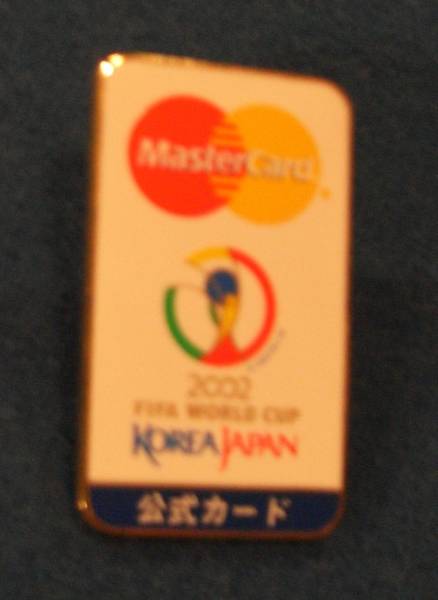 MasterCard
2002
FIFA WORLD CUP
KOREA JAPAN
公式カード